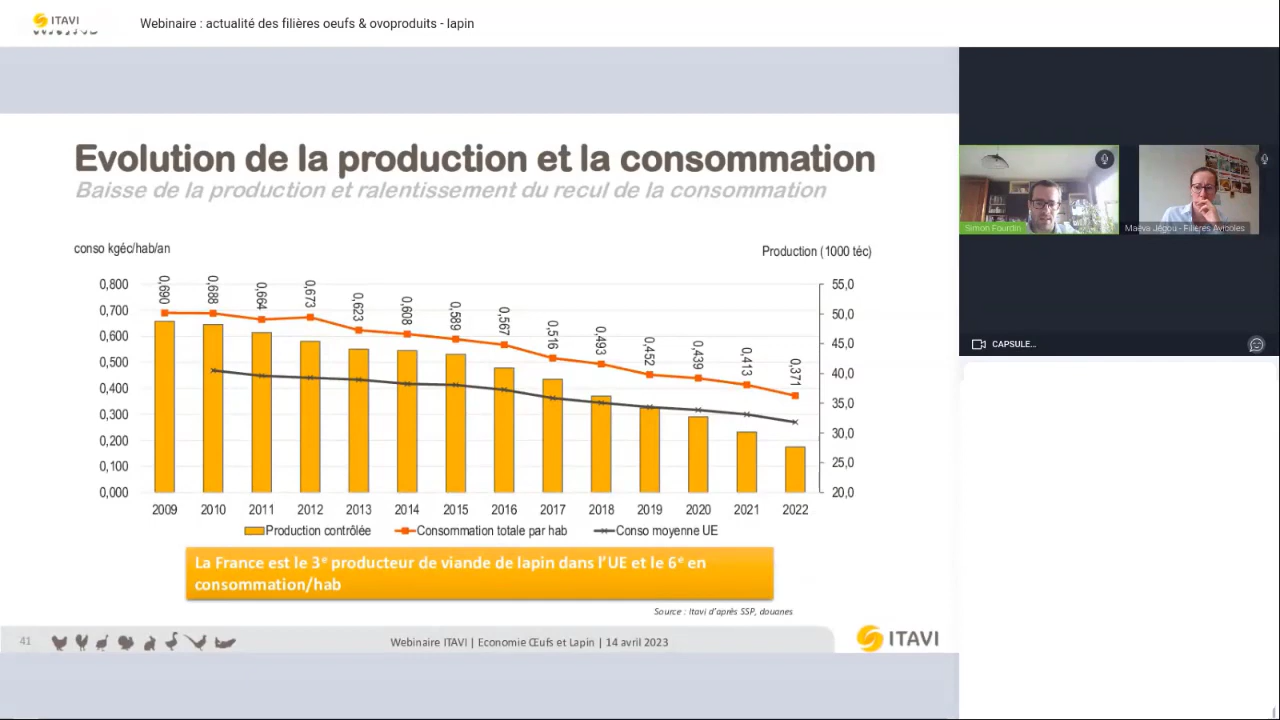 ITAVI
Webinaire : actualité des filières oeufs & ovoproduits - lapin
Evolution de la production et la consommation
Baisse de la production et ralentissement du recul de la consommation
conso kgéc/hab/an
Production (1000 téc)
0,800
0,700
0,600
0,500
0,400
0,300
0,200
0,100
0,000
0,690
0,688
0,664
0,673
0,623
0,608
0,589
0,567
0,516
0,493
0,452
0,439
0,413
0,371
55,0
50,0
45,0
40,0
35,0
30,0
25,0
20,0
2009 2010 2011 2012 2013 2014 2015 2016 2017 2018 2019 2020 2021 2022
Production contrôlée Consommation totale par hab Conso moyenne UE
La France est le 3e producteur de viande de lapin dans l'UE et le 6e en
consommation/hab
Source : Itavi d'après SSP, douanes
41
Webinaire ITAVI | Economie Œufs et Lapin | 14 avril 2023
ITAVI
Simon Fourdin
Maëva Jégou - Filières Avicoles
CAPSULE...